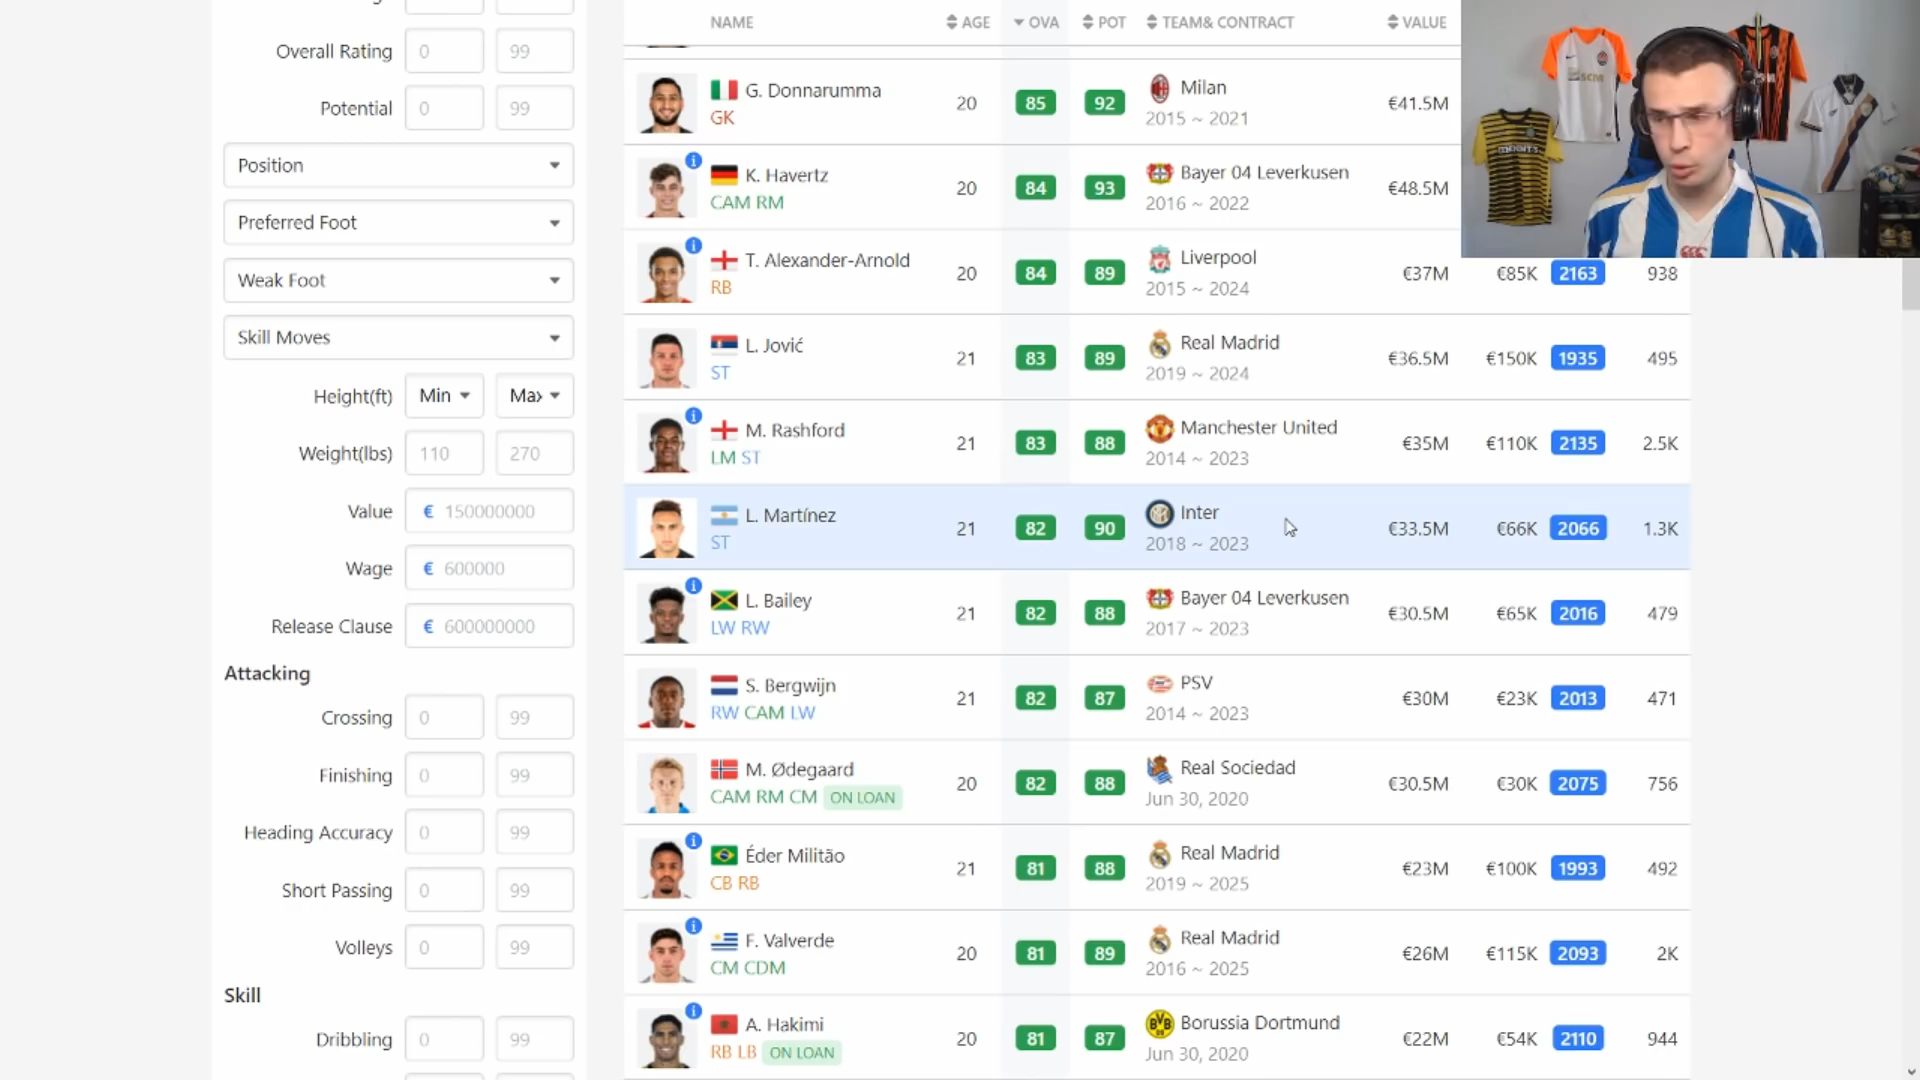 NAME AGE OVA POT TEAM& CONTRACT VALUE
Overall Rating 0 99
Potential 0 99
Position
Preferred Foot
Weak Foot
Skill Moves
Height(ft) Min Max
Weight(lbs) 110 270
Value € 150000000
Wage € 600000
Release Clause € 600000000
Attacking
Crossing 0 99
Finishing 0 99
Heading Accuracy 0 99
Short Passing 0 99
Volleys 0 99
Skill
Dribbling 0 99
G. Donnarumma 20 85 92 Milan €41.5M
GK 2015 ~ 2021
K. Havertz 20 84 93 Bayer 04 Leverkusen €48.5M
CAM RM 2016 ~ 2022
T. Alexander-Arnold 20 84 89 Liverpool €37M €85K 2163 938
RB 2015 ~ 2024
L. Jović 21 83 89 Real Madrid €36.5M €150K 1935 495
ST 2019 ~ 2024
M. Rashford 21 83 88 Manchester United €35M €110K 2135 2.5K
LM ST 2014 ~ 2023
L. Martínez 21 82 90 Inter €33.5M €66K 2066 1.3K
ST 2018 ~ 2023
L. Bailey 21 82 88 Bayer 04 Leverkusen €30.5M €65K 2016 479
LW RW 2017 ~ 2023
S. Bergwijn 21 82 87 PSV €30M €23K 2013 471
RW CAM LW 2014 ~ 2023
M. Ødegaard 20 82 88 Real Sociedad €30.5M €30K 2075 756
CAM RM CM ON LOAN Jun 30, 2020
Éder Militão 21 81 88 Real Madrid €23M €100K 1993 492
CB RB 2019 ~ 2025
F. Valverde 20 81 89 Real Madrid €26M €115K 2093 2K
CM CDM 2016 ~ 2025
A. Hakimi 20 81 87 Borussia Dortmund €22M €54K 2110 944
RB LB ON LOAN Jun 30, 2020